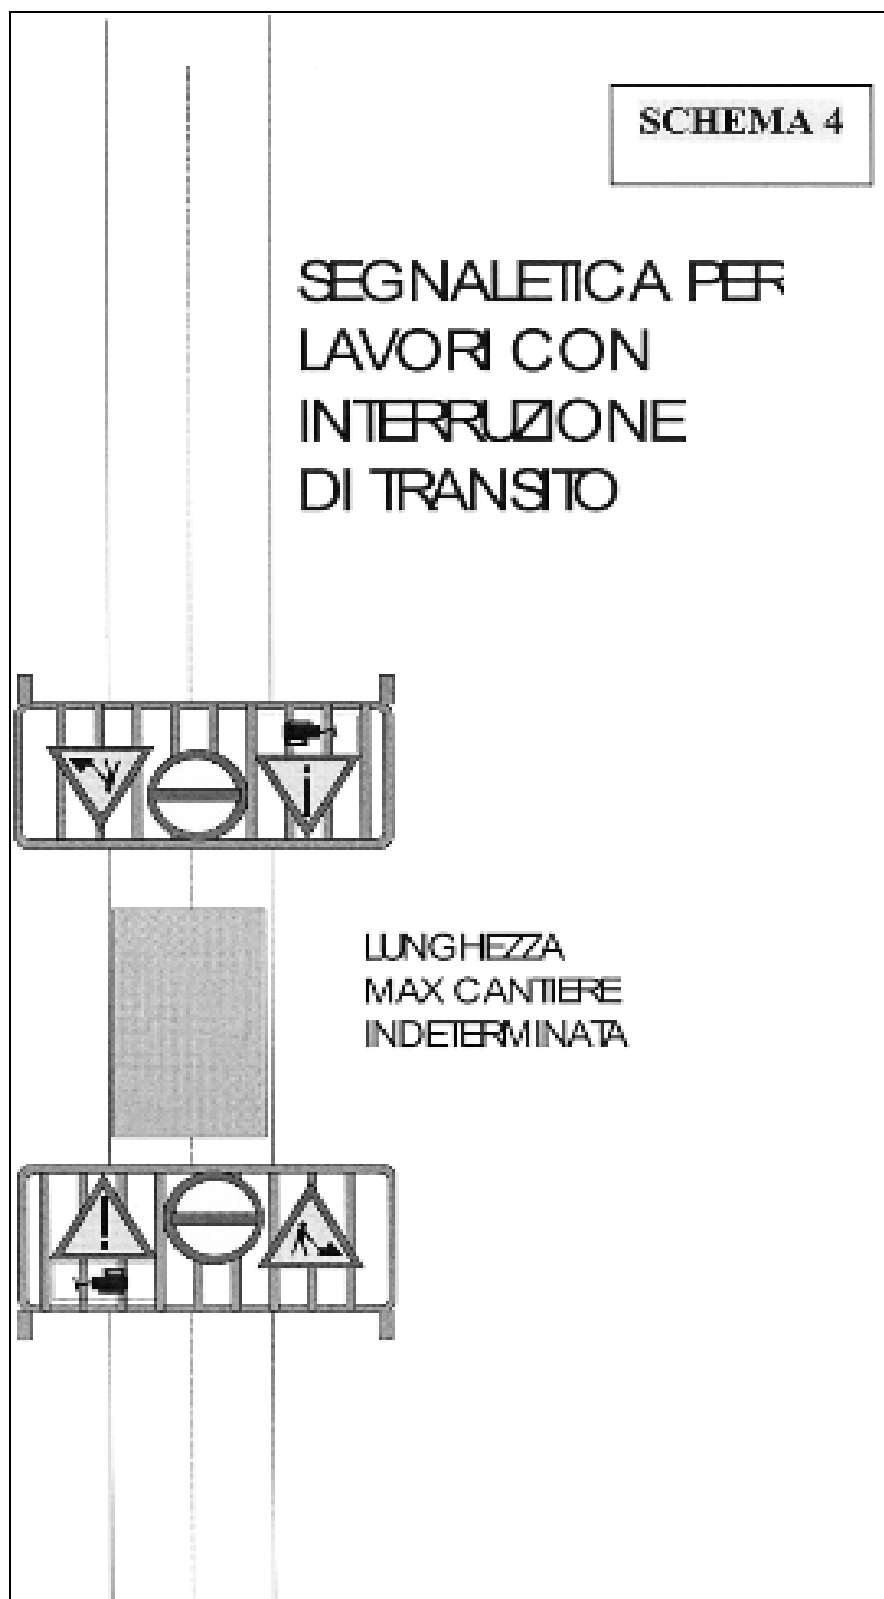 SCHEMA 4
SEGNALETICA PER
LAVORI CON
INTERRUZIONE
DI TRANSITO
LUNGHEZZA
MAX CANTIERE
INDETERMINATA